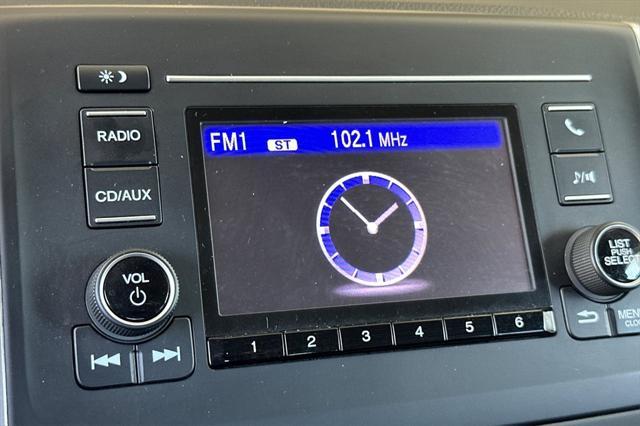 RADIO
CD/AUX
VOL
FM1 ST 102.1 MHz
1 2 3 4 5 6
LIST
PUSH
SELECT
MENU
CLOCK